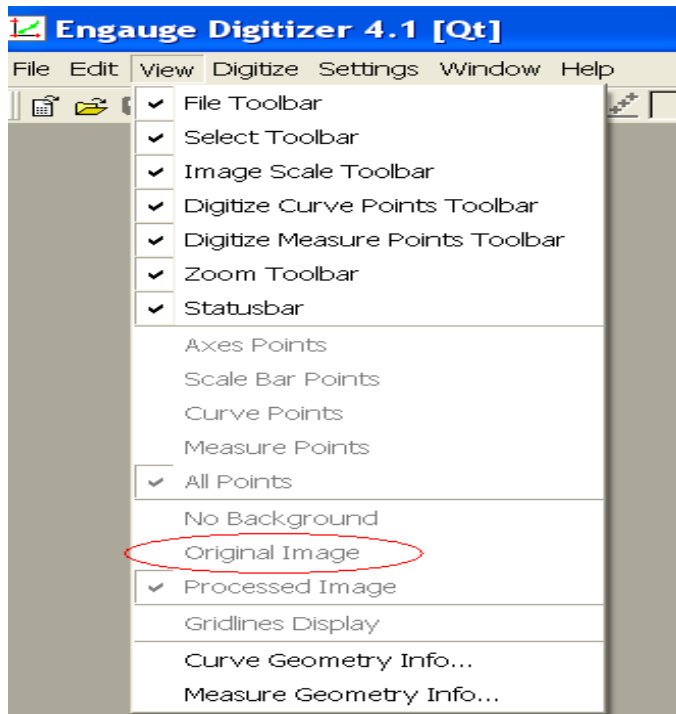 Engauge Digitizer 4.1 [Qt]
File Edit View Digitize Settings Window Help
File Toolbar
Select Toolbar
Image Scale Toolbar
Digitize Curve Points Toolbar
Digitize Measure Points Toolbar
Zoom Toolbar
Statusbar
Axes Points
Scale Bar Points
Curve Points
Measure Points
All Points
No Background
Original Image
Processed Image
Gridlines Display
Curve Geometry Info...
Measure Geometry Info...